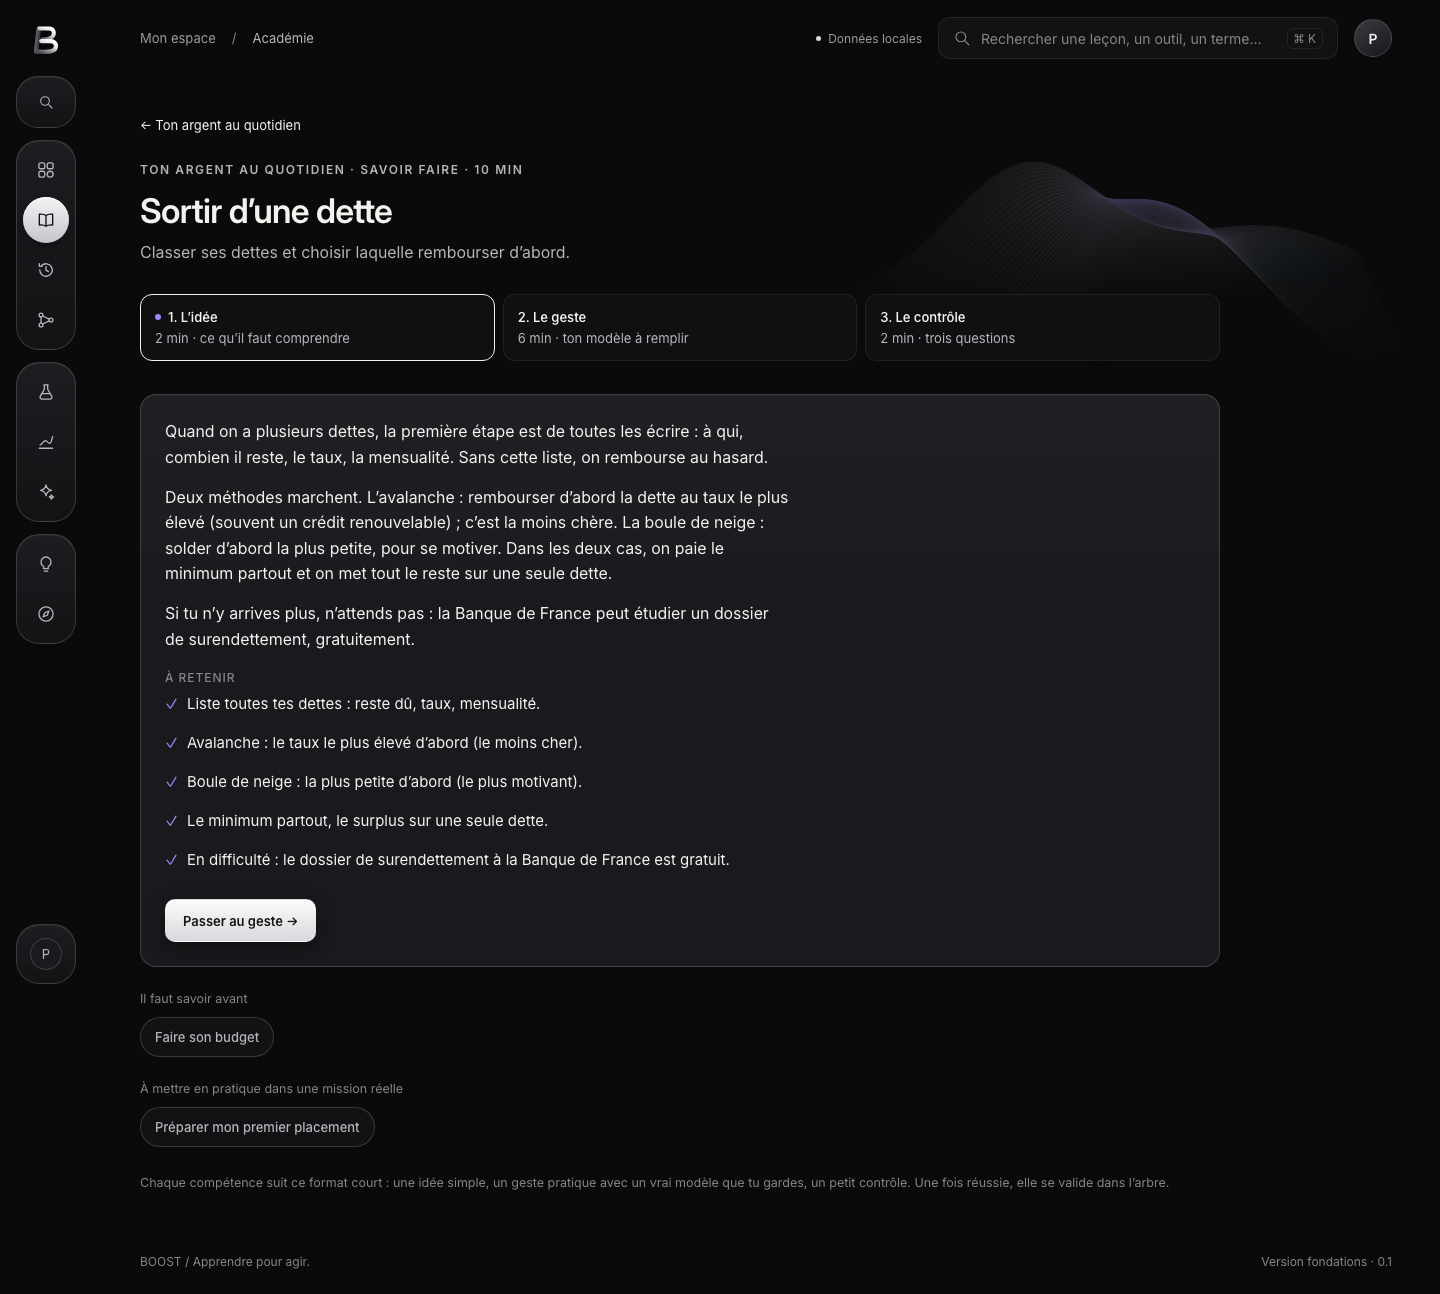 B
Mon espace / Académie
Données locales
Rechercher une leçon, un outil, un terme...
⌘ K
P
← Ton argent au quotidien
TON ARGENT AU QUOTIDIEN · SAVOIR FAIRE · 10 MIN
Sortir d’une dette
Classer ses dettes et choisir laquelle rembourser d’abord.
1. L’idée
2 min · ce qu’il faut comprendre
2. Le geste
6 min · ton modèle à remplir
3. Le contrôle
2 min · trois questions
Quand on a plusieurs dettes, la première étape est de toutes les écrire : à qui,
combien il reste, le taux, la mensualité. Sans cette liste, on rembourse au hasard.
Deux méthodes marchent. L’avalanche : rembourser d’abord la dette au taux le plus
élevé (souvent un crédit renouvelable) ; c’est la moins chère. La boule de neige :
solder d’abord la plus petite, pour se motiver. Dans les deux cas, on paie le
minimum partout et on met tout le reste sur une seule dette.
Si tu n’y arrives plus, n’attends pas : la Banque de France peut étudier un dossier
de surendettement, gratuitement.
À RETENIR
✓ Liste toutes tes dettes : reste dû, taux, mensualité.
✓ Avalanche : le taux le plus élevé d’abord (le moins cher).
✓ Boule de neige : la plus petite d’abord (le plus motivant).
✓ Le minimum partout, le surplus sur une seule dette.
✓ En difficulté : le dossier de surendettement à la Banque de France est gratuit.
Passer au geste →
P
Il faut savoir avant
Faire son budget
À mettre en pratique dans une mission réelle
Préparer mon premier placement
Chaque compétence suit ce format court : une idée simple, un geste pratique avec un vrai modèle que tu gardes, un petit contrôle. Une fois réussie, elle se valide dans l’arbre.
BOOST / Apprendre pour agir.
Version fondations · 0.1